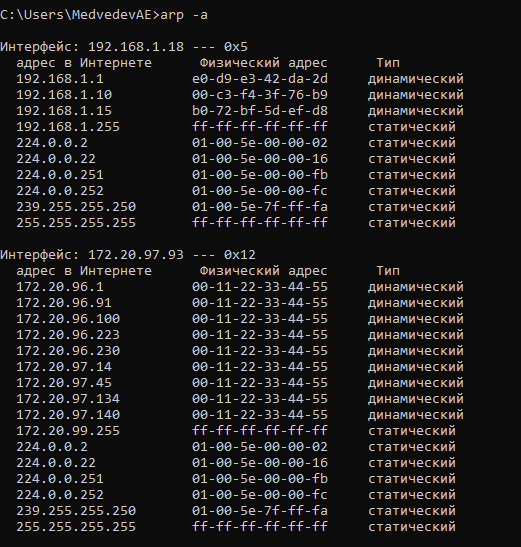 C:\Users\MedvedevAE>arp -a
Интерфейс: 192.168.1.18 --- 0x5
адрес в Интернете Физический адрес Тип
192.168.1.1 e0-d9-e3-42-da-2d динамический
192.168.1.10 00-c3-f4-3f-76-b9 динамический
192.168.1.15 b0-72-bf-5d-ef-d8 динамический
192.168.1.255 ff-ff-ff-ff-ff-ff статический
224.0.0.2 01-00-5e-00-00-02 статический
224.0.0.22 01-00-5e-00-00-16 статический
224.0.0.251 01-00-5e-00-00-fb статический
224.0.0.252 01-00-5e-00-00-fc статический
239.255.255.250 01-00-5e-7f-ff-fa статический
255.255.255.255 ff-ff-ff-ff-ff-ff статический
Интерфейс: 172.20.97.93 --- 0x12
адрес в Интернете Физический адрес Тип
172.20.96.1 00-11-22-33-44-55 динамический
172.20.96.91 00-11-22-33-44-55 динамический
172.20.96.100 00-11-22-33-44-55 динамический
172.20.96.223 00-11-22-33-44-55 динамический
172.20.96.230 00-11-22-33-44-55 динамический
172.20.97.14 00-11-22-33-44-55 динамический
172.20.97.45 00-11-22-33-44-55 динамический
172.20.97.134 00-11-22-33-44-55 динамический
172.20.97.140 00-11-22-33-44-55 динамический
172.20.99.255 ff-ff-ff-ff-ff-ff статический
224.0.0.2 01-00-5e-00-00-02 статический
224.0.0.22 01-00-5e-00-00-16 статический
224.0.0.251 01-00-5e-00-00-fb статический
224.0.0.252 01-00-5e-00-00-fc статический
239.255.255.250 01-00-5e-7f-ff-fa статический
255.255.255.255 ff-ff-ff-ff-ff-ff статический